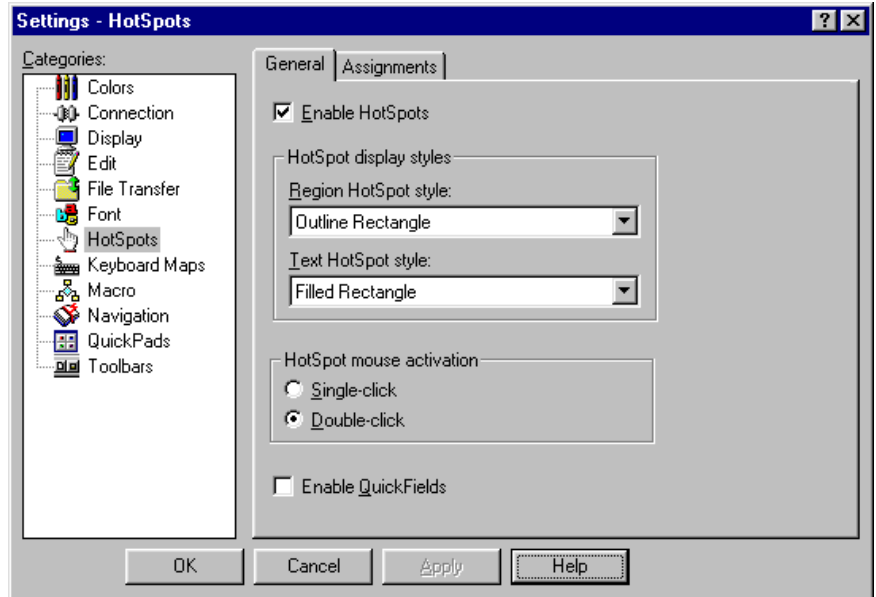 Settings - HotSpots
Categories:
Colors
Connection
Display
Edit
File Transfer
Font
HotSpots
Keyboard Maps
Macro
Navigation
QuickPads
Toolbars
General
Assignments
Enable HotSpots
HotSpot display styles
Region HotSpot style:
Outline Rectangle
Text HotSpot style:
Filled Rectangle
HotSpot mouse activation
Single-click
Double-click
Enable QuickFields
OK
Cancel
Apply
Help